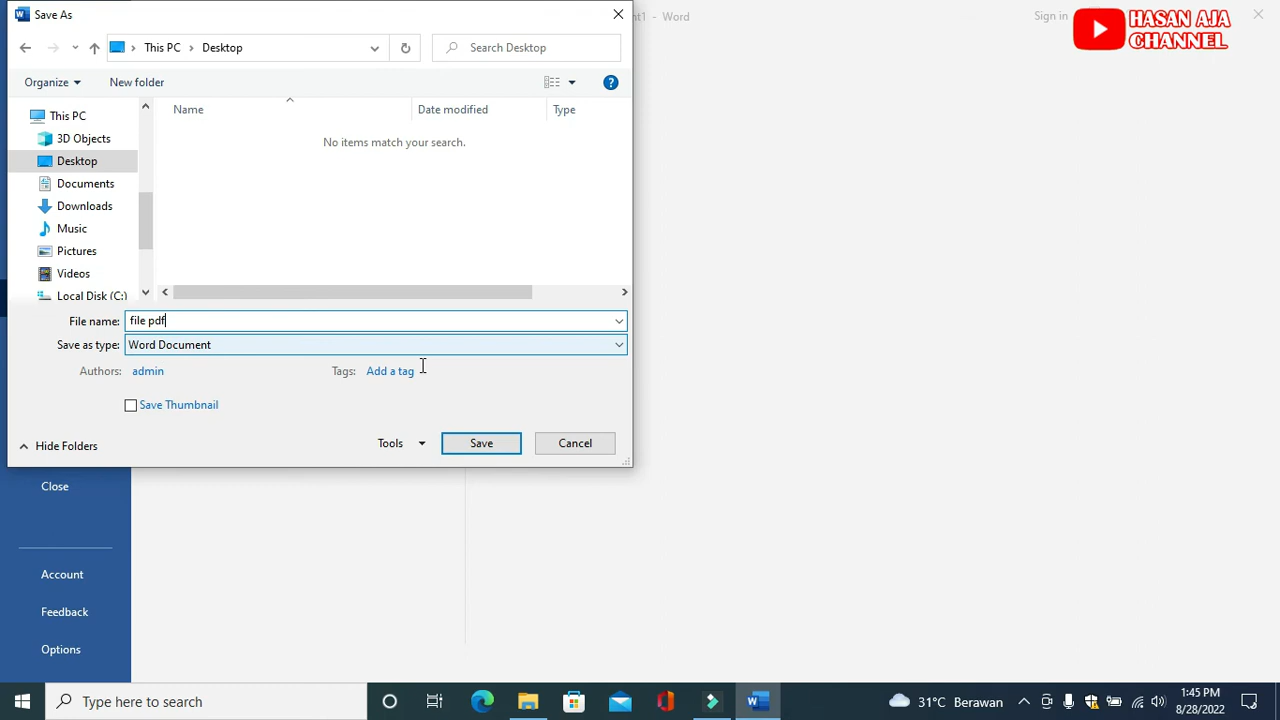 Save As
nt1 - Word
Sign in
HASAN AJA
CHANNEL
This PC
Desktop
Search Desktop
Organize
New folder
This PC
3D Objects
Desktop
Documents
Downloads
Music
Pictures
Videos
Local Disk (C:)
Name
Date modified
Type
No items match your search.
File name: file pdf
Save as type: Word Document
Authors: admin
Tags: Add a tag
Save Thumbnail
Hide Folders
Tools
Save
Cancel
Close
Account
Feedback
Options
Type here to search
31°C Berawan
1:45 PM
8/28/2022